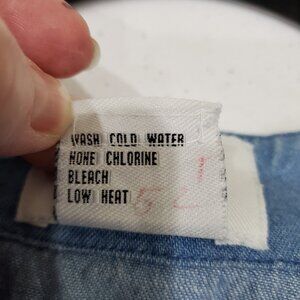 WASH COLD WATER
NONE CHLORINE
BLEACH
LOW HEAT